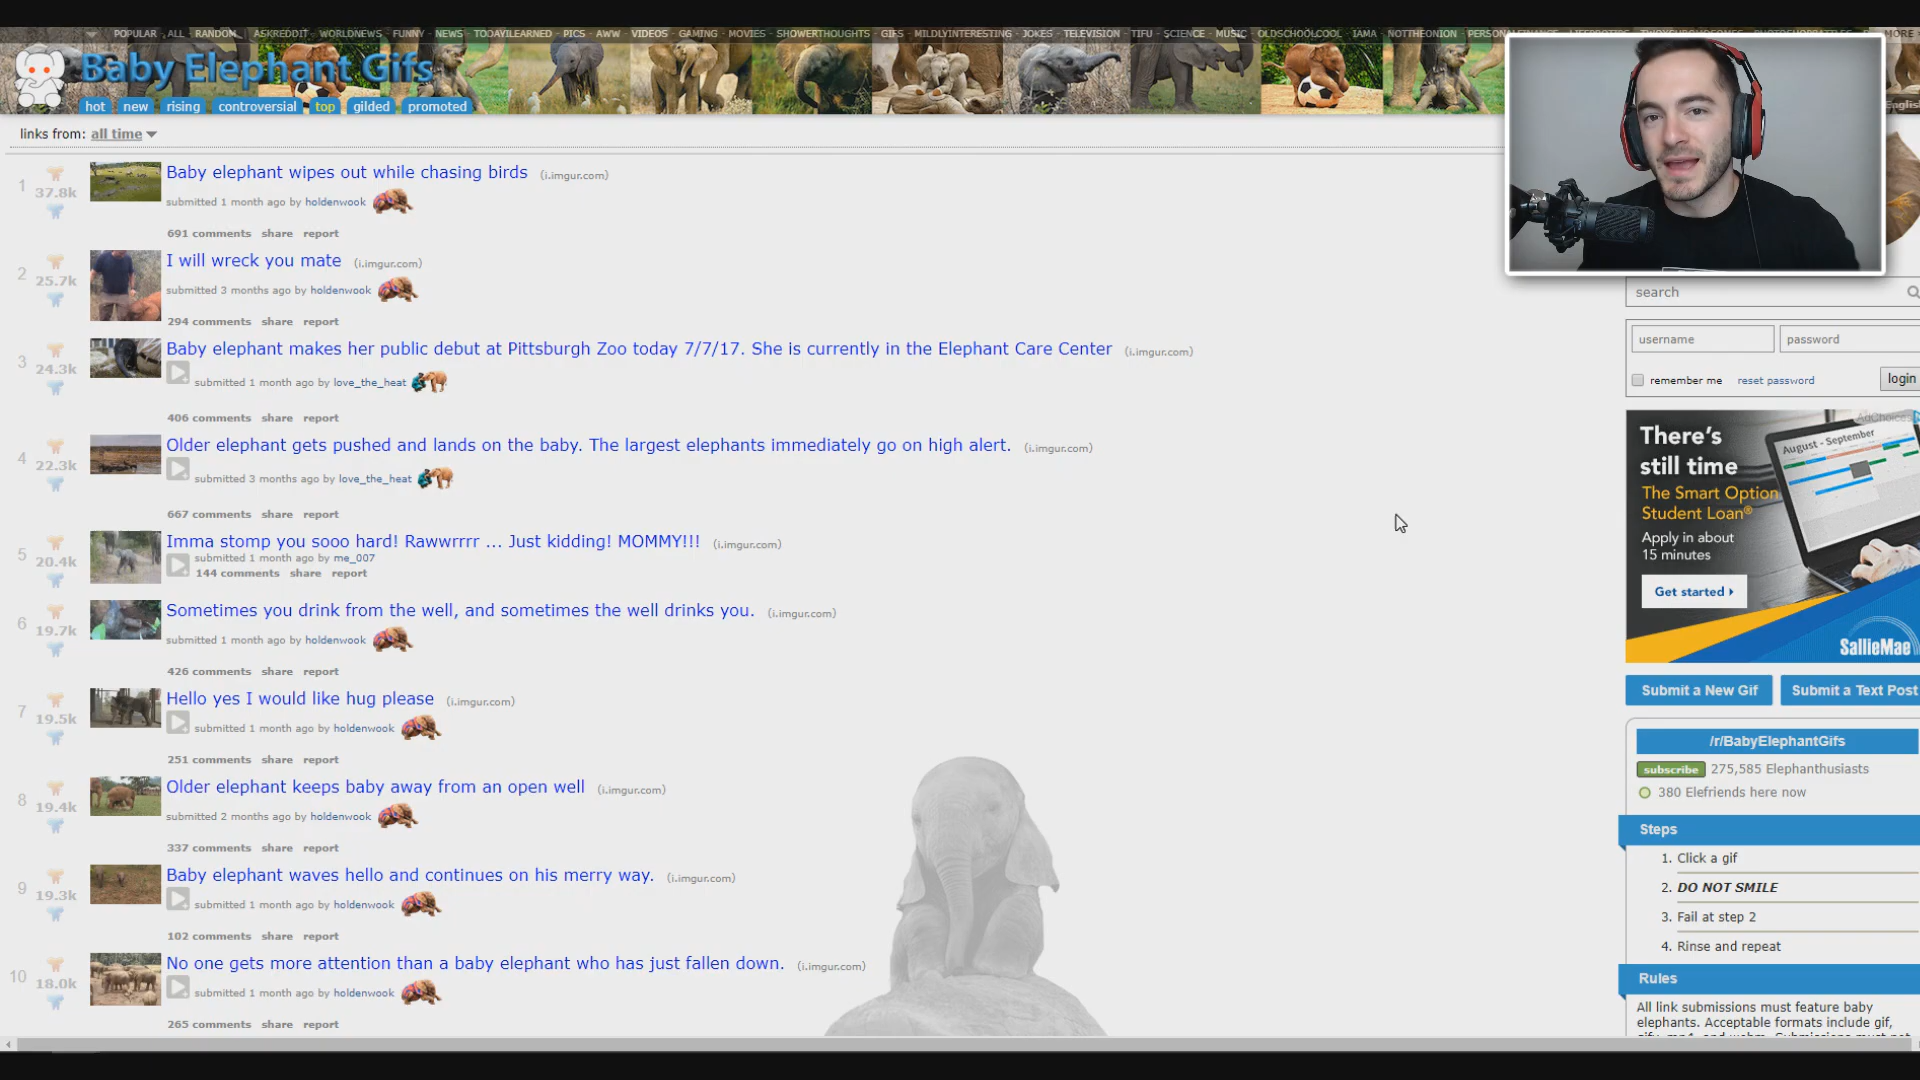 POPULAR ALL RANDOM ASKREDDIT WORLDNEWS FUNNY NEWS TODAYILEARNED PICS AWW VIDEOS GAMING MOVIES SHOWERTHOUGHTS GIFS MILDLYINTERESTING JOKES TELEVISION TIFU SCIENCE MUSIC OLDSCHOOLCOOL IAMA NOTTHEONION MORE
Baby Elephant Gifs
hot new rising controversial top gilded promoted
English
links from: all time
1
37.8k
Baby elephant wipes out while chasing birds (i.imgur.com)
submitted 1 month ago by holdenwook
691 comments share report
2
25.7k
I will wreck you mate (i.imgur.com)
submitted 3 months ago by holdenwook
294 comments share report
3
24.3k
Baby elephant makes her public debut at Pittsburgh Zoo today 7/7/17. She is currently in the Elephant Care Center (i.imgur.com)
submitted 1 month ago by love_the_heat
406 comments share report
4
22.3k
Older elephant gets pushed and lands on the baby. The largest elephants immediately go on high alert. (i.imgur.com)
submitted 3 months ago by love_the_heat
667 comments share report
5
20.4k
Imma stomp you sooo hard! Rawwrrrr ... Just kidding! MOMMY!!! (i.imgur.com)
submitted 1 month ago by me_007
144 comments share report
6
19.7k
Sometimes you drink from the well, and sometimes the well drinks you. (i.imgur.com)
submitted 1 month ago by holdenwook
426 comments share report
7
19.5k
Hello yes I would like hug please (i.imgur.com)
submitted 1 month ago by holdenwook
251 comments share report
8
19.4k
Older elephant keeps baby away from an open well (i.imgur.com)
submitted 2 months ago by holdenwook
337 comments share report
9
19.3k
Baby elephant waves hello and continues on his merry way. (i.imgur.com)
submitted 1 month ago by holdenwook
102 comments share report
10
18.0k
No one gets more attention than a baby elephant who has just fallen down. (i.imgur.com)
submitted 1 month ago by holdenwook
265 comments share report
search
username password
remember me reset password login
AdChoices
There's
still time
The Smart Option
Student Loan®
Apply in about
15 minutes
Get started
August - September
SallieMae
Submit a New Gif Submit a Text Post
/r/BabyElephantGifs
subscribe 275,585 Elephanthusiasts
380 Elefriends here now
Steps
1. Click a gif
2. DO NOT SMILE
3. Fail at step 2
4. Rinse and repeat
Rules
All link submissions must feature baby
elephants. Acceptable formats include gif,